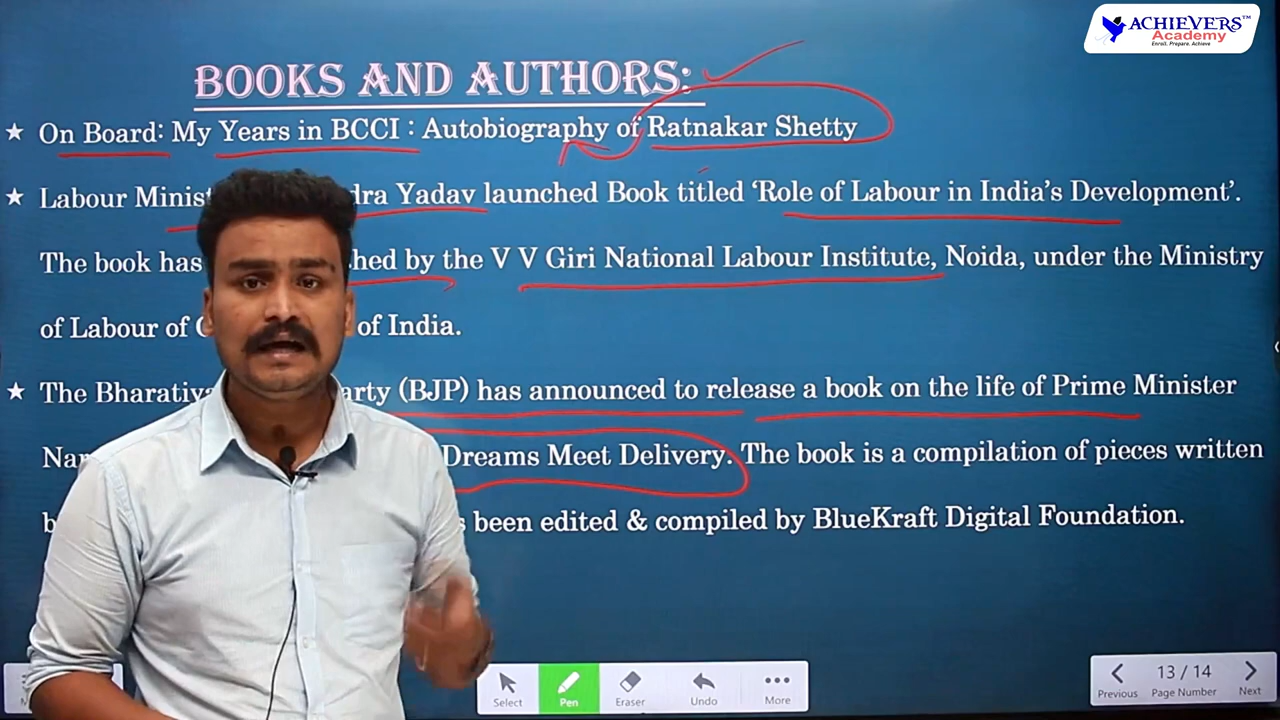 ACHIEVERS™
Academy
Enroll. Prepare. Achieve
BOOKS AND AUTHORS:
★ On Board: My Years in BCCI : Autobiography of Ratnakar Shetty
★ Labour Minist dra Yadav launched Book titled ‘Role of Labour in India’s Development’.
The book has shed by the V V Giri National Labour Institute, Noida, under the Ministry
of Labour of G of India.
★ The Bharatiya arty (BJP) has announced to release a book on the life of Prime Minister
Nar Dreams Meet Delivery. The book is a compilation of pieces written
b s been edited & compiled by BlueKraft Digital Foundation.
Select Pen Eraser Undo More
Previous 13 / 14 Next
Page Number